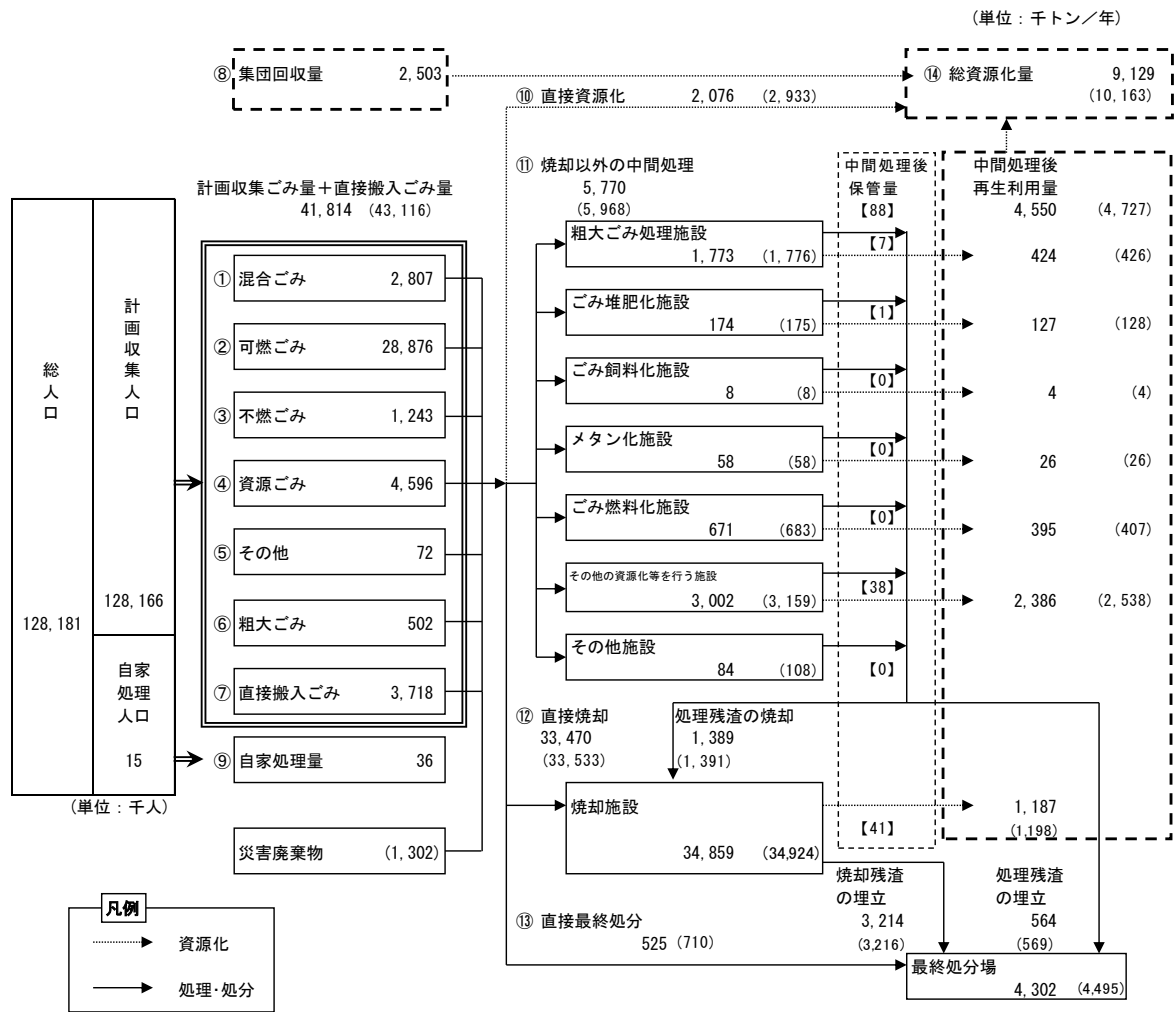 (単位：千トン／年)
⑧ 集団回収量 2,503
⑭ 総資源化量 9,129
(10,163)
⑩ 直接資源化 2,076 (2,933)
⑪ 焼却以外の中間処理
5,770
(5,968)
中間処理後
保管量
【88】
中間処理後
再生利用量
4,550 (4,727)
計画収集ごみ量＋直接搬入ごみ量
41,814 (43,116)
総人口
128,181
計画収集人口
128,166
自家
処理
人口
15
(単位：千人)
① 混合ごみ 2,807
② 可燃ごみ 28,876
③ 不燃ごみ 1,243
④ 資源ごみ 4,596
⑤ その他 72
⑥ 粗大ごみ 502
⑦ 直接搬入ごみ 3,718
⑨ 自家処理量 36
災害廃棄物 (1,302)
粗大ごみ処理施設
1,773 (1,776)
【7】
424 (426)
ごみ堆肥化施設
174 (175)
【1】
127 (128)
ごみ飼料化施設
8 (8)
【0】
4 (4)
メタン化施設
58 (58)
【0】
26 (26)
ごみ燃料化施設
671 (683)
【0】
395 (407)
その他の資源化等を行う施設
3,002 (3,159)
【38】
2,386 (2,538)
その他施設
84 (108)
【0】
⑫ 直接焼却
33,470
(33,533)
処理残渣の焼却
1,389
(1,391)
焼却施設
34,859 (34,924)
【41】
1,187
(1,198)
焼却残渣
の埋立
3,214
(3,216)
処理残渣
の埋立
564
(569)
⑬ 直接最終処分
525 (710)
最終処分場
4,302 (4,495)
凡例
資源化
処理・処分